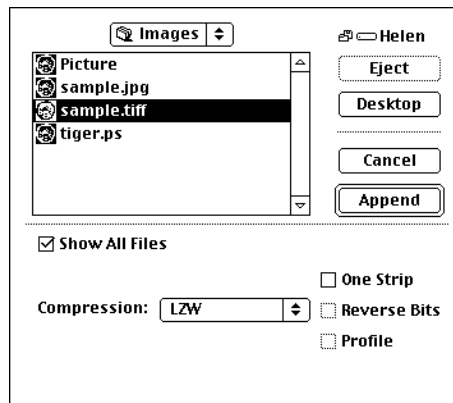 Images
Helen
Picture
sample.jpg
sample.tiff
tiger.ps
Eject
Desktop
Cancel
Append
Show All Files
One Strip
Compression: LZW
Reverse Bits
Profile